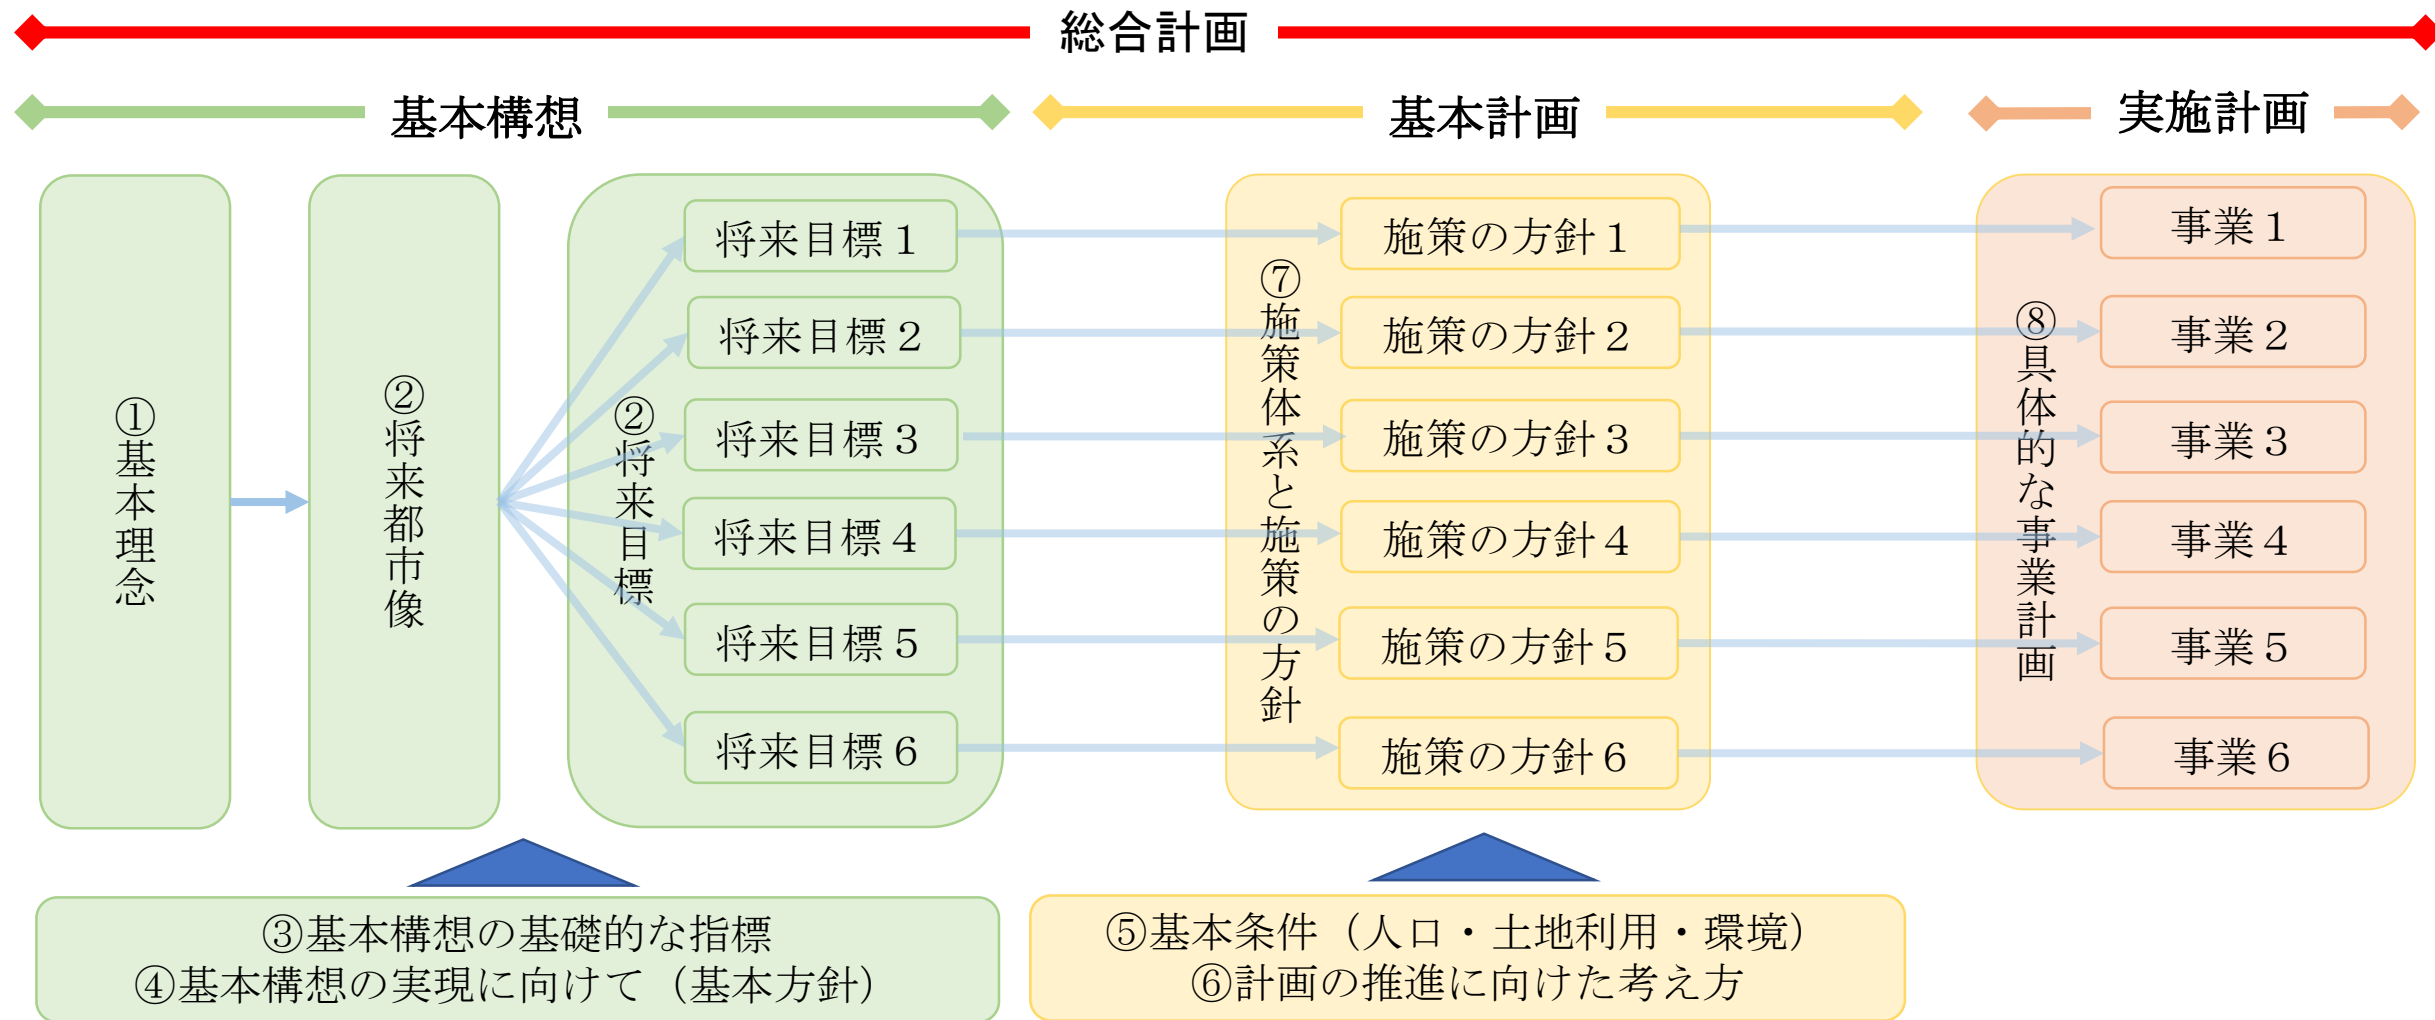 総合計画
基本構想
基本計画
実施計画
①基本理念
②将来都市像
②将来目標
将来目標１
将来目標２
将来目標３
将来目標４
将来目標５
将来目標６
⑦施策体系と施策の方針
施策の方針１
施策の方針２
施策の方針３
施策の方針４
施策の方針５
施策の方針６
⑧具体的な事業計画
事業１
事業２
事業３
事業４
事業５
事業６
③基本構想の基礎的な指標
④基本構想の実現に向けて（基本方針）
⑤基本条件（人口・土地利用・環境）
⑥計画の推進に向けた考え方